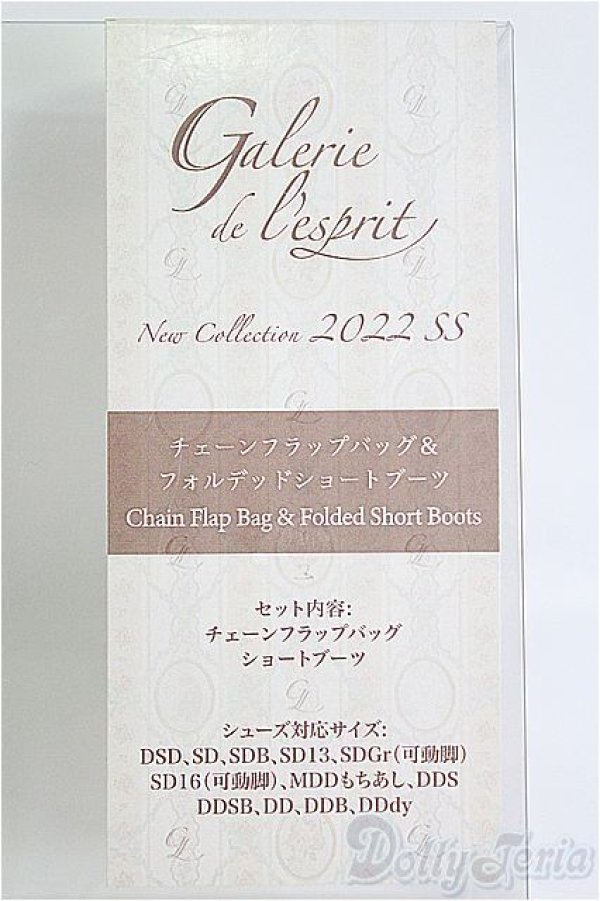 Galerie
de l'esprit
New Collection 2022 SS
チェーンフラップバッグ&
フォルデッドショートブーツ
Chain Flap Bag & Folded Short Boots
セット内容:
チェーンフラップバッグ
ショートブーツ
シューズ対応サイズ:
DSD、SD、SDB、SD13、SDGr(可動脚)
SD16(可動脚)、MDDもちあし、DDS
DDSB、DD、DDB、DDdy
DollyTeria